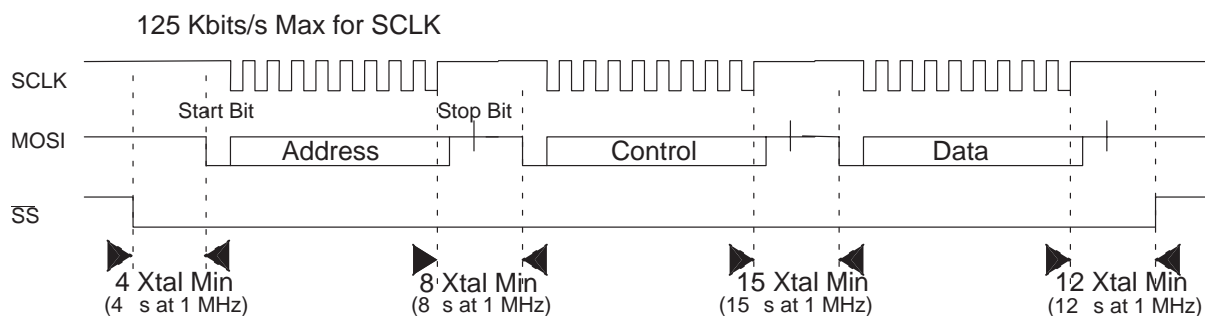 125 Kbits/s Max for SCLK
SCLK
Start Bit
Stop Bit
MOSI
Address
Control
Data
SS
4 Xtal Min
(4 s at 1 MHz)
8 Xtal Min
(8 s at 1 MHz)
15 Xtal Min
(15 s at 1 MHz)
12 Xtal Min
(12 s at 1 MHz)